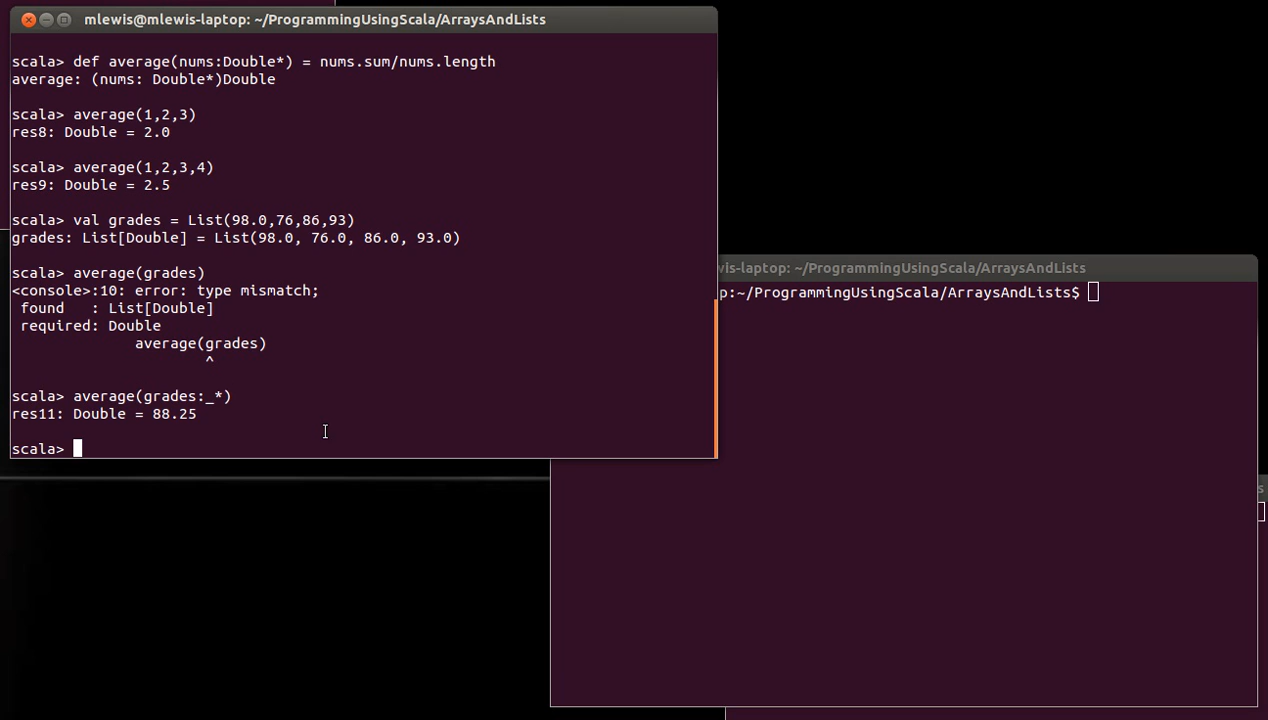 mlewis@mlewis-laptop: ~/ProgrammingUsingScala/ArraysAndLists
scala> def average(nums:Double*) = nums.sum/nums.length
average: (nums: Double*)Double
scala> average(1,2,3)
res8: Double = 2.0
scala> average(1,2,3,4)
res9: Double = 2.5
scala> val grades = List(98.0,76,86,93)
grades: List[Double] = List(98.0, 76.0, 86.0, 93.0)
scala> average(grades)
<console>:10: error: type mismatch;
 found   : List[Double]
 required: Double
              average(grades)
                      ^
scala> average(grades:_*)
res11: Double = 88.25
scala>
wis-laptop: ~/ProgrammingUsingScala/ArraysAndLists
p:~/ProgrammingUsingScala/ArraysAndLists$
s